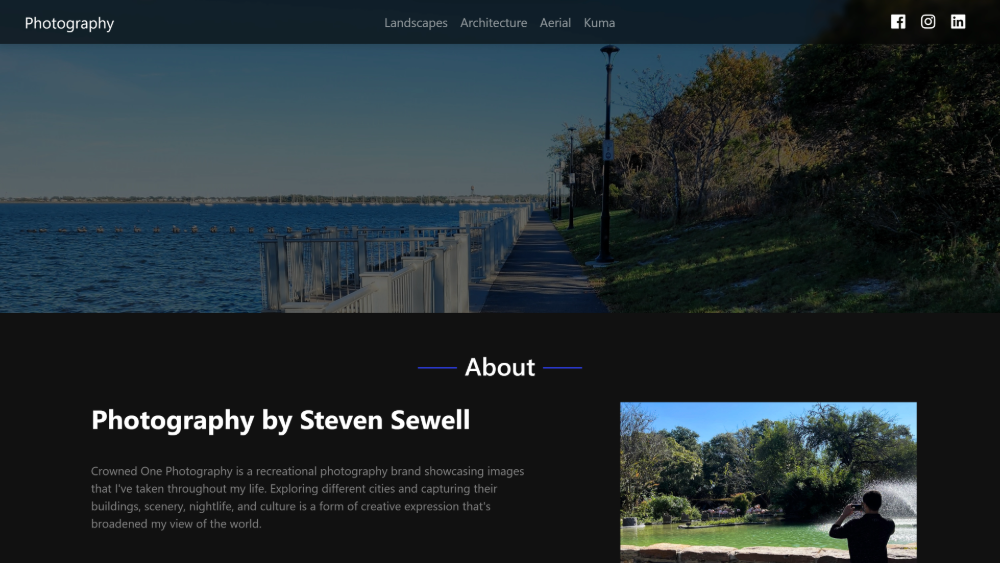 Photography
Landscapes Architecture Aerial Kuma
About
Photography by Steven Sewell
Crowned One Photography is a recreational photography brand showcasing images
that I've taken throughout my life. Exploring different cities and capturing their
buildings, scenery, nightlife, and culture is a form of creative expression that's
broadened my view of the world.